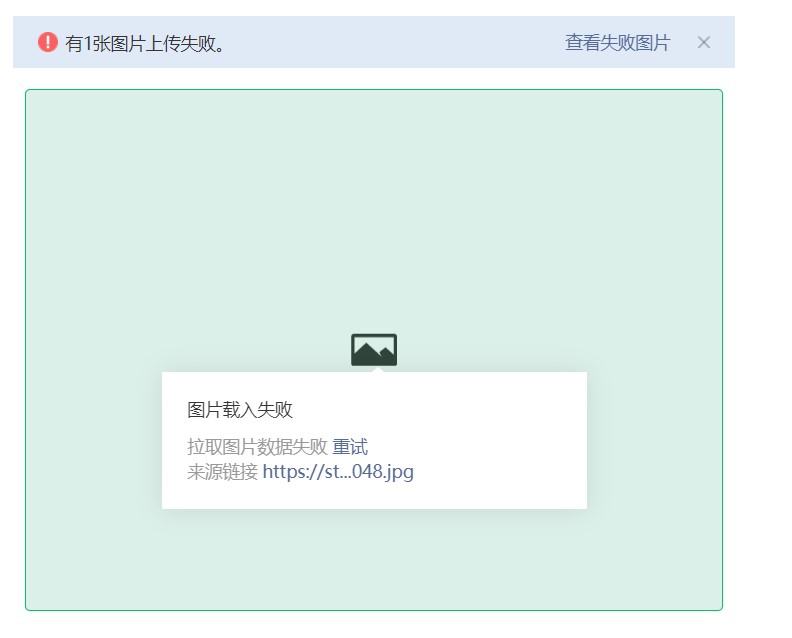 有1张图片上传失败。 查看失败图片 ×
图片载入失败
拉取图片数据失败 重试
来源链接 https://st...048.jpg